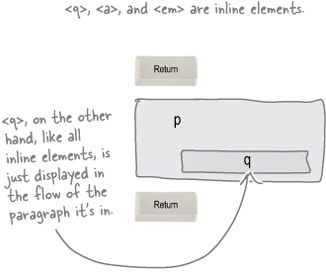 <q>, <a>, and <em> are inline elements.
Return
p
<q>, on the other
hand, like all
inline elements, is
just displayed in
the flow of the
paragraph it's in.
q
Return